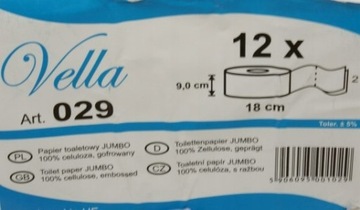 Vella
Art. 029
12 x
9,0 cm
2
18 cm
PL Papier toaletowy JUMBO
100% celuloza, gofrowany
D Toilettenpapier JUMBO
100% Zellulose, geprägt
GB Toilet paper JUMBO
100% cellulose, embossed
CZ Toaletní papír JUMBO
100% celulóza, s ražbou
Toler. ± 5%